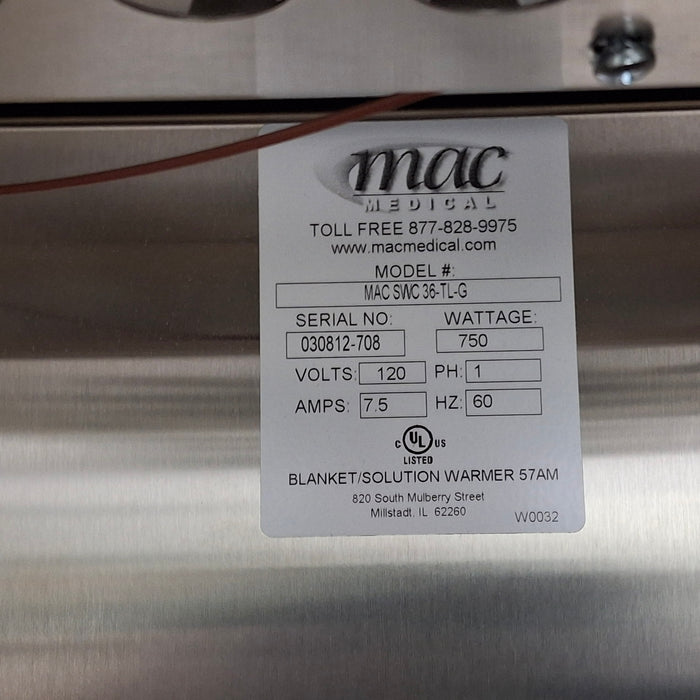 mac
MEDICAL
TOLL FREE 877-828-9975
www.macmedical.com
MODEL #:
MAC SWC 36-TL-G
SERIAL NO: WATTAGE:
030812-708 750
VOLTS: 120 PH: 1
AMPS: 7.5 HZ: 60
C UL US
LISTED
BLANKET/SOLUTION WARMER 57AM
820 South Mulberry Street
Millstadt, IL 62260
W0032